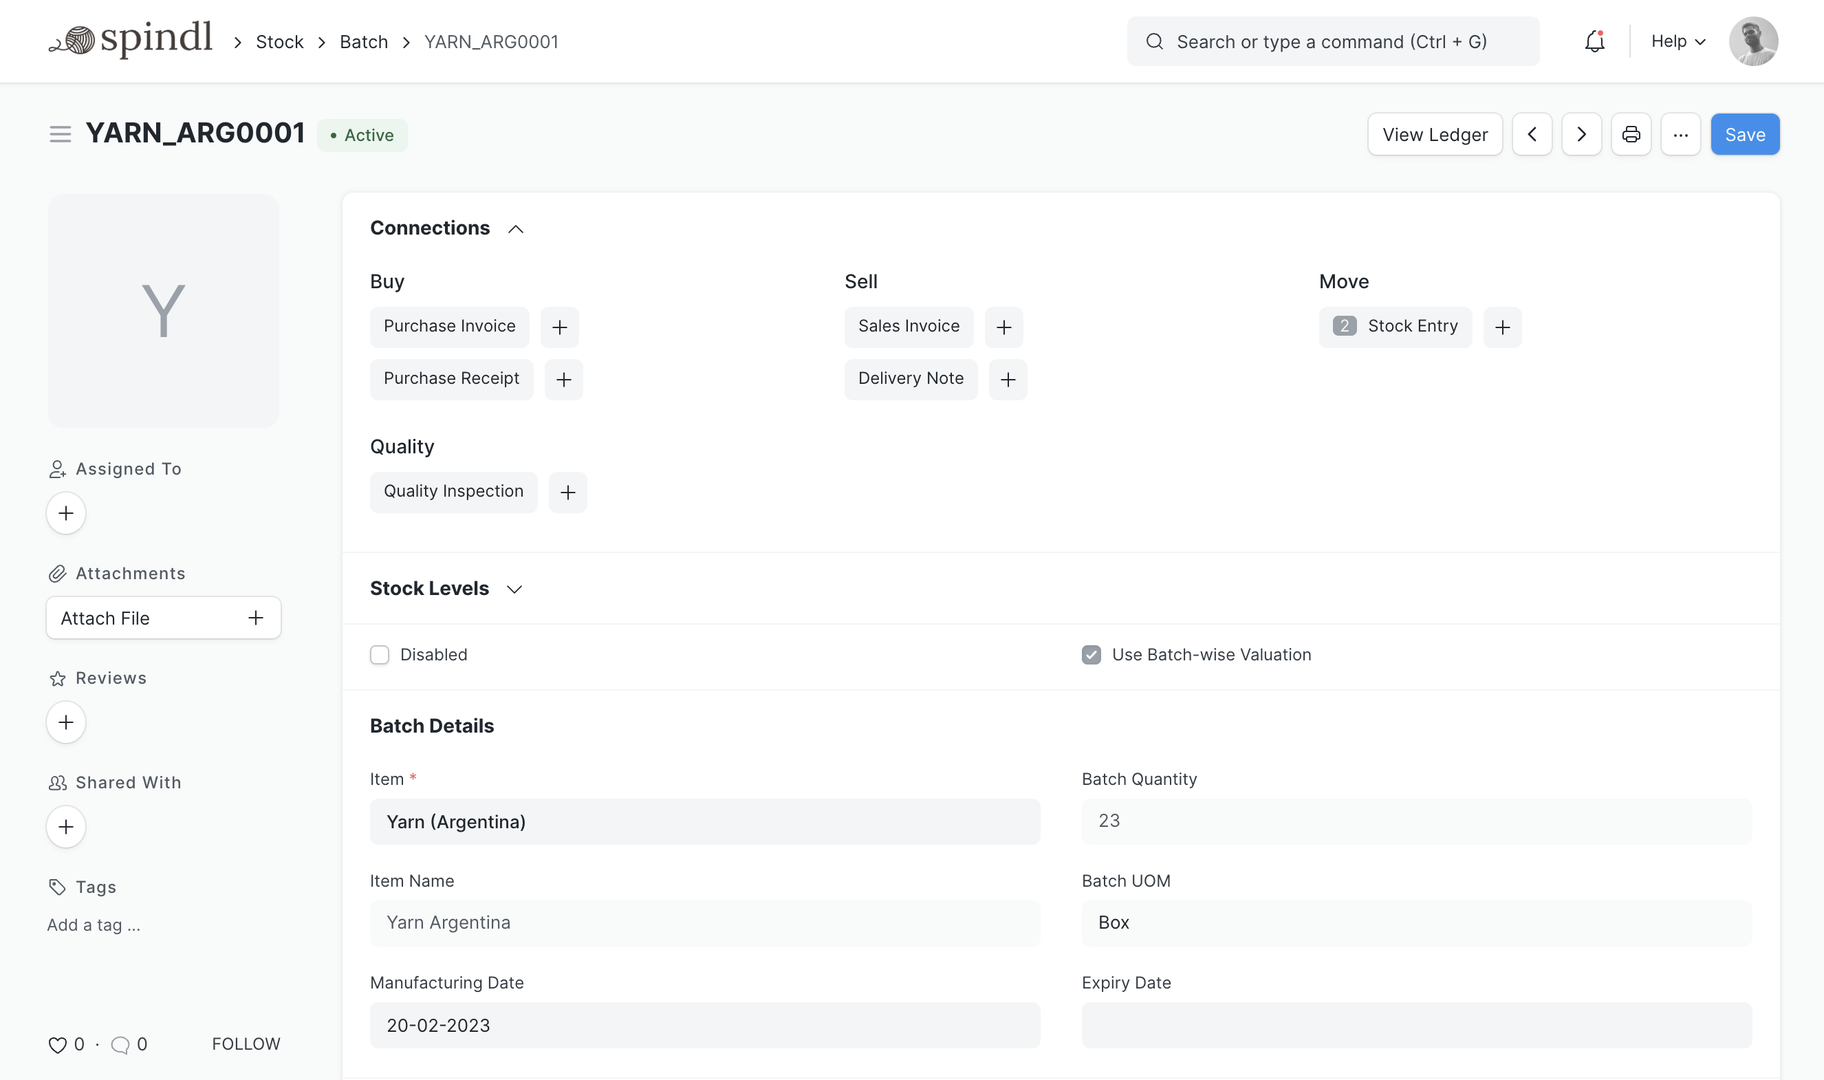 spindl
Stock
Batch
YARN_ARG0001
Search or type a command (Ctrl + G)
Help
YARN_ARG0001
Active
View Ledger
...
Save
Y
Assigned To
Attachments
Attach File
Reviews
Shared With
Tags
Add a tag ...
0 · 0
FOLLOW
Connections
Buy
Purchase Invoice
Purchase Receipt
Sell
Sales Invoice
Delivery Note
Move
2 Stock Entry
Quality
Quality Inspection
Stock Levels
Disabled
Use Batch-wise Valuation
Batch Details
Item *
Yarn (Argentina)
Batch Quantity
23
Item Name
Yarn Argentina
Batch UOM
Box
Manufacturing Date
20-02-2023
Expiry Date